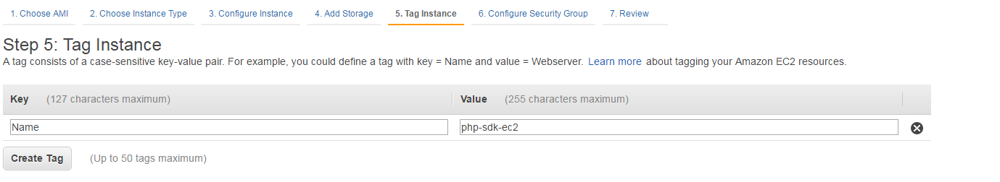 1. Choose AMI 2. Choose Instance Type 3. Configure Instance 4. Add Storage 5. Tag Instance 6. Configure Security Group 7. Review
Step 5: Tag Instance
A tag consists of a case-sensitive key-value pair. For example, you could define a tag with key = Name and value = Webserver. Learn more about tagging your Amazon EC2 resources.
Key (127 characters maximum) Value (255 characters maximum)
Name php-sdk-ec2
Create Tag (Up to 50 tags maximum)